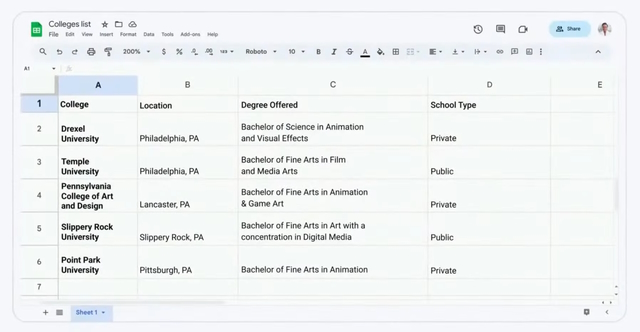 Colleges list
File Edit View Insert Format Data Tools Add-ons Help
Share
200% $ % .0 .00 123 Roboto 10 B I S A
A1 fx
A B C D E
1 College Location Degree Offered School Type
2 Drexel
University Philadelphia, PA Bachelor of Science in Animation
and Visual Effects Private
3 Temple
University Philadelphia, PA Bachelor of Fine Arts in Film
and Media Arts Public
4 Pennsylvania
College of Art
and Design Lancaster, PA Bachelor of Fine Arts in Animation
& Game Art Private
5 Slippery Rock
University Slippery Rock, PA Bachelor of Fine Arts in Art with a
concentration in Digital Media Public
6 Point Park
University Pittsburgh, PA Bachelor of Fine Arts in Animation Private
7
Sheet 1